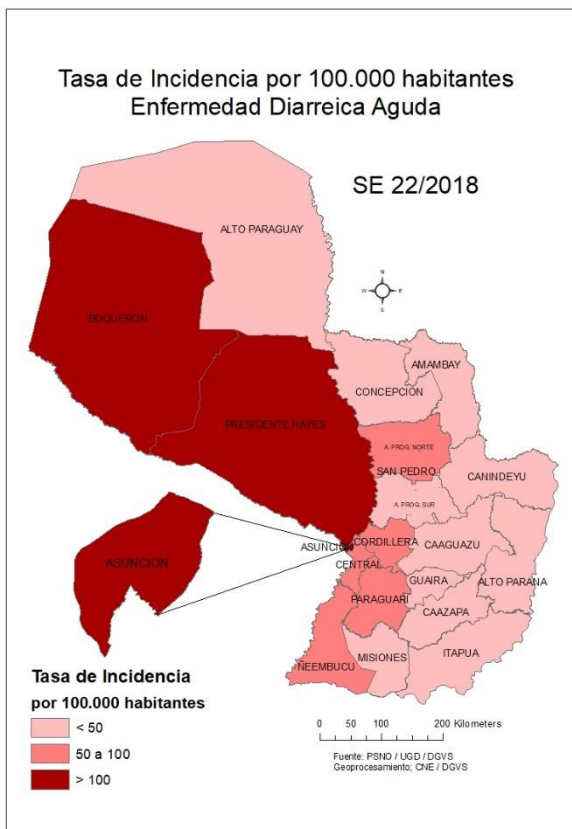 Tasa de Incidencia por 100.000 habitantes
Enfermedad Diarreica Aguda
SE 22/2018
ALTO PARAGUAY
BOQUERON
N
W E
S
AMAMBAY
CONCEPCION
PRESIDENTE HAYES
A. PROG. NORTE
SAN PEDRO
CANINDEYU
A. PROG. SUR
ASUNCION
CORDILLERA
CAAGUAZU
ASUNCION
CENTRAL
GUAIRA
ALTO PARANA
PARAGUARI
CAAZAPA
MISIONES
ITAPUA
ÑEEMBUCU
Tasa de Incidencia
por 100.000 habitantes
< 50
50 a 100
> 100
0 50 100 200 Kilometers
Fuente: PSNO / UGD / DGVS
Geoprocesamiento; CNE / DGVS